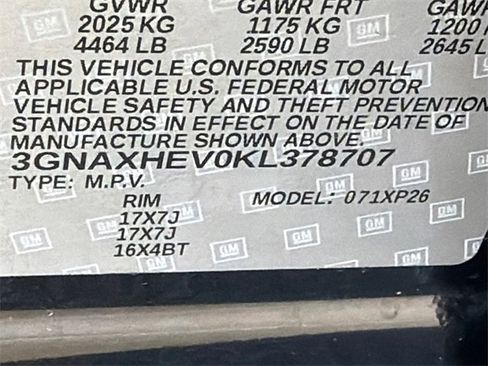 GVWR GAWR FRT GAW
2025 KG 1175 KG 1200
4464 LB 2590 LB 2645 L
THIS VEHICLE CONFORMS TO ALL
APPLICABLE U.S. FEDERAL MOTOR
VEHICLE SAFETY AND THEFT PREVENTION
STANDARDS IN EFFECT ON THE DATE OF
MANUFACTURE SHOWN ABOVE.
3GNAXHEV0KL378707
TYPE: M.P.V. MODEL: 071XP26
RIM
17X7J
17X7J
16X4BT
GM